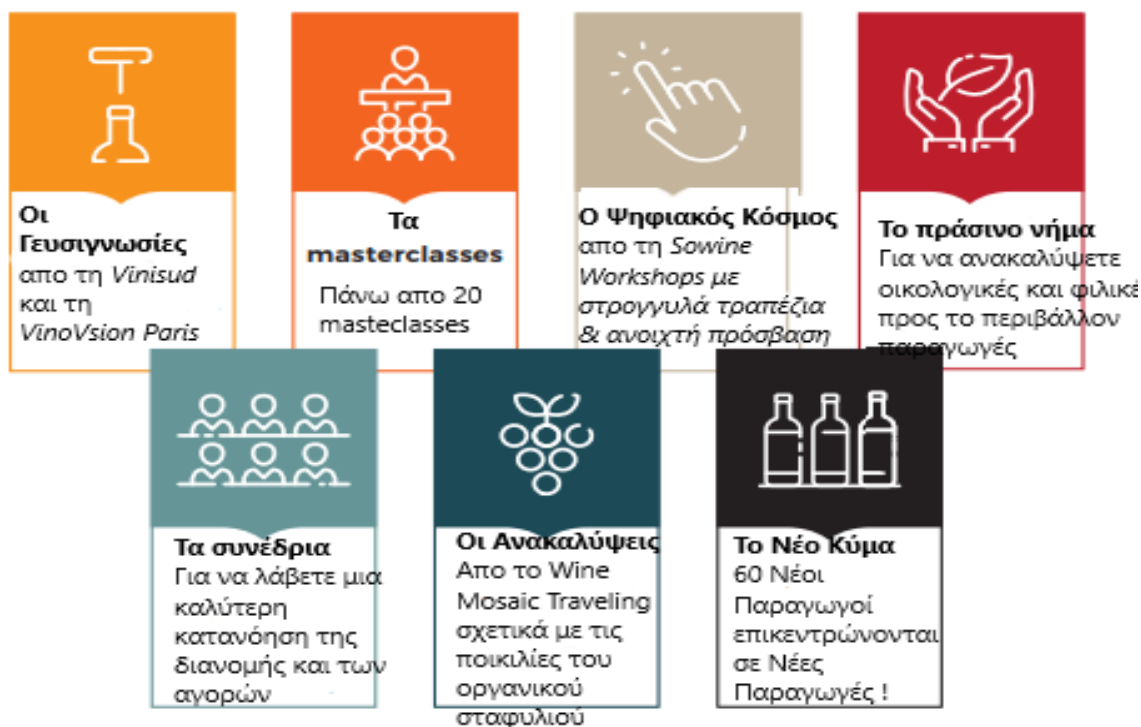 Οι
Γευσιγνωσίες
απο τη Vinisud
και τη
VinoVsion Paris
Τα
masterclasses
Πάνω απο 20
masteclasses
Ο Ψηφιακός Κόσμος
απο τη Sowine
Workshops με
στρογγυλά τραπέζια
& ανοιχτή πρόσβαση
Το πράσινο νήμα
Για να ανακαλύψετε
οικολογικές και φιλικέ
προς το περιβάλλον
παραγωγές
Τα συνέδρια
Για να λάβετε μια
καλύτερη
κατανόηση της
διανομής και των
αγορών
Οι Ανακαλύψεις
Απο το Wine
Mosaic Traveling
σχετικά με τις
ποικιλίες του
οργανικού
σταφυλιού
Το Νέο Κύμα
60 Νέοι
Παραγωγοί
επικεντρώνονται
σε Νέες
Παραγωγές !